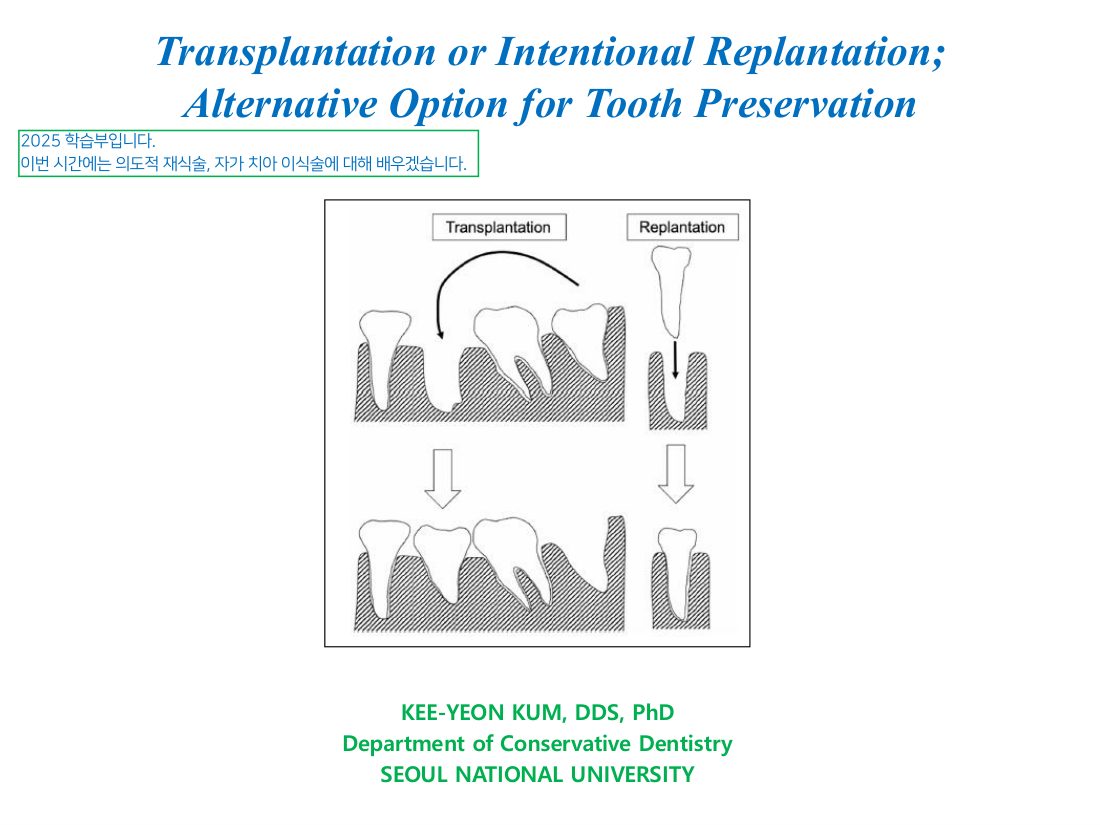 Transplantation or Intentional Replantation;
Alternative Option for Tooth Preservation
2025 학습부입니다.
이번 시간에는 의도적 재식술, 자가 치아 이식술에 대해 배우겠습니다.
Transplantation
Replantation
KEE-YEON KUM, DDS, PhD
Department of Conservative Dentistry
SEOUL NATIONAL UNIVERSITY